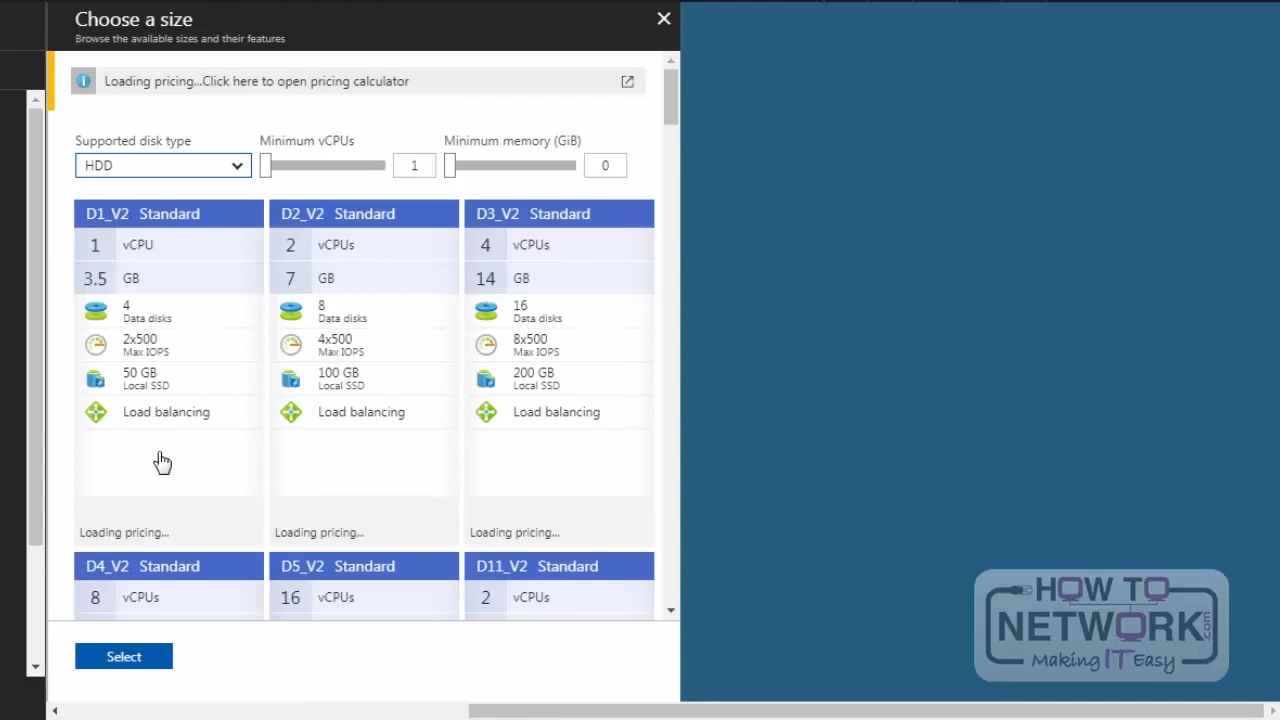 Choose a size
Browse the available sizes and their features
Loading pricing...Click here to open pricing calculator
Supported disk type Minimum vCPUs Minimum memory (GiB)
HDD 1 0
D1_V2 Standard D2_V2 Standard D3_V2 Standard
1 vCPU 2 vCPUs 4 vCPUs
3.5 GB 7 GB 14 GB
4 8 16
Data disks Data disks Data disks
2x500 4x500 8x500
Max IOPS Max IOPS Max IOPS
50 GB 100 GB 200 GB
Local SSD Local SSD Local SSD
Load balancing Load balancing Load balancing
Loading pricing... Loading pricing... Loading pricing...
D4_V2 Standard D5_V2 Standard D11_V2 Standard
8 vCPUs 16 vCPUs 2 vCPUs
Select
HOW TO
NETWORK.com
Making IT Easy